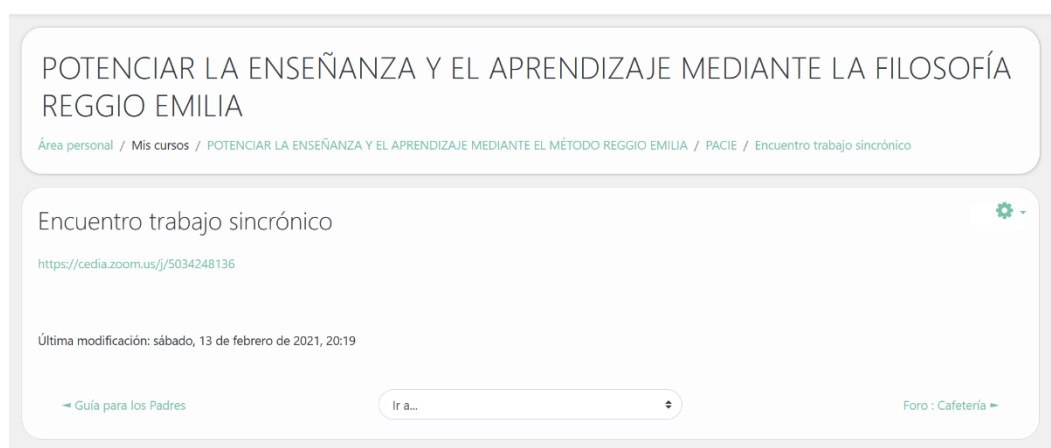 POTENCIAR LA ENSEÑANZA Y EL APRENDIZAJE MEDIANTE LA FILOSOFÍA
REGGIO EMILIA
Área personal / Mis cursos / POTENCIAR LA ENSEÑANZA Y EL APRENDIZAJE MEDIANTE EL MÉTODO REGGIO EMILIA / PACIE / Encuentro trabajo sincrónico
Encuentro trabajo sincrónico
https://cedia.zoom.us/j/5034248136
Última modificación: sábado, 13 de febrero de 2021, 20:19
◄ Guía para los Padres
Ir a...
Foro : Cafetería ►